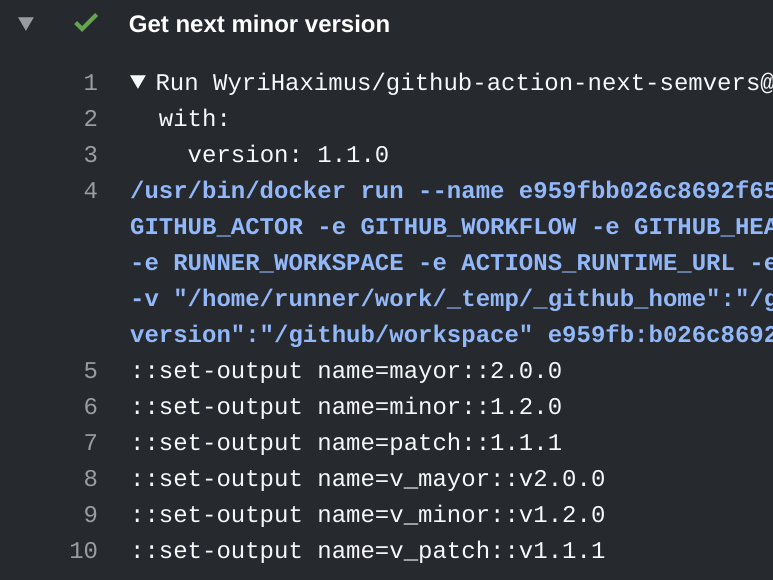 Get next minor version
1 Run WyriHaximus/github-action-next-semvers@
2 with:
3 version: 1.1.0
4 /usr/bin/docker run --name e959fbb026c8692f65
GITHUB_ACTOR -e GITHUB_WORKFLOW -e GITHUB_HEA
-e RUNNER_WORKSPACE -e ACTIONS_RUNTIME_URL -e
-v "/home/runner/work/_temp/_github_home":"/g
version":"/github/workspace" e959fb:b026c8692
5 ::set-output name=mayor::2.0.0
6 ::set-output name=minor::1.2.0
7 ::set-output name=patch::1.1.1
8 ::set-output name=v_mayor::v2.0.0
9 ::set-output name=v_minor::v1.2.0
10 ::set-output name=v_patch::v1.1.1